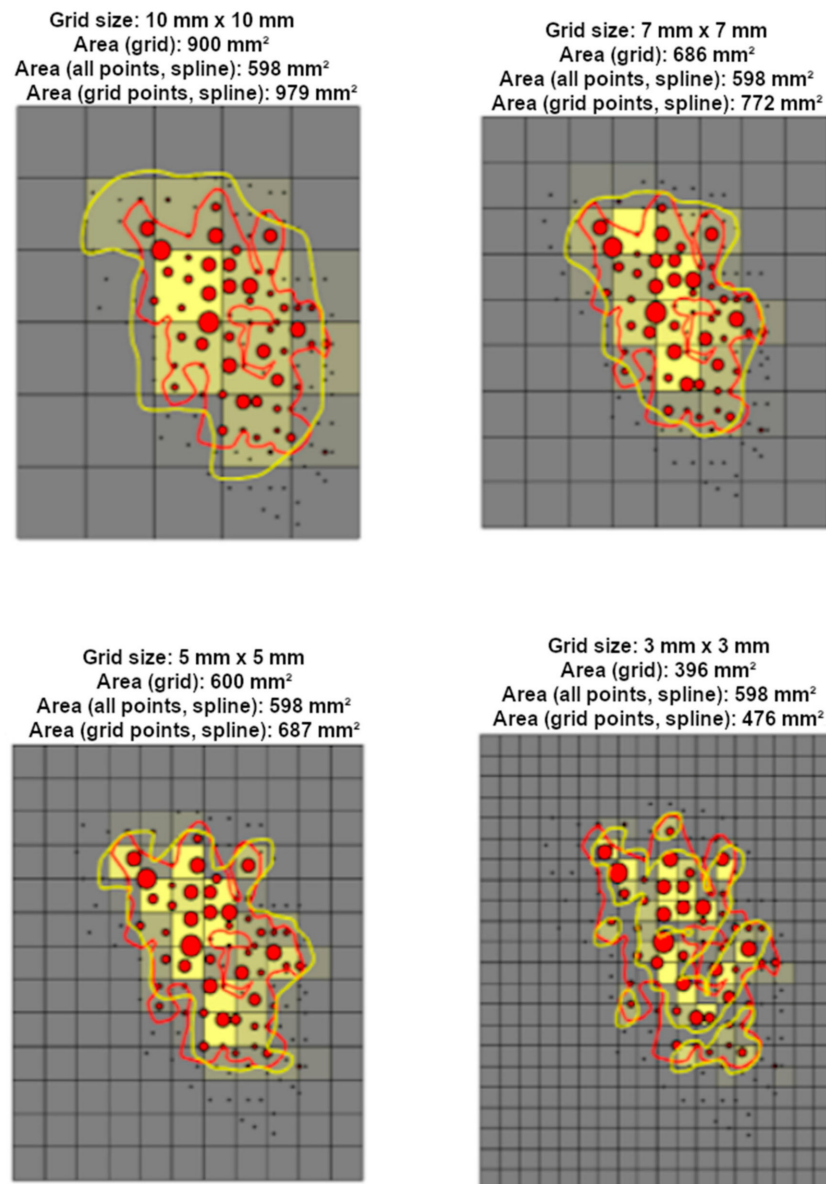 Grid size: 10 mm x 10 mm
Area (grid): 900 mm²
Area (all points, spline): 598 mm²
Area (grid points, spline): 979 mm²
Grid size: 7 mm x 7 mm
Area (grid): 686 mm²
Area (all points, spline): 598 mm²
Area (grid points, spline): 772 mm²
Grid size: 5 mm x 5 mm
Area (grid): 600 mm²
Area (all points, spline): 598 mm²
Area (grid points, spline): 687 mm²
Grid size: 3 mm x 3 mm
Area (grid): 396 mm²
Area (all points, spline): 598 mm²
Area (grid points, spline): 476 mm²